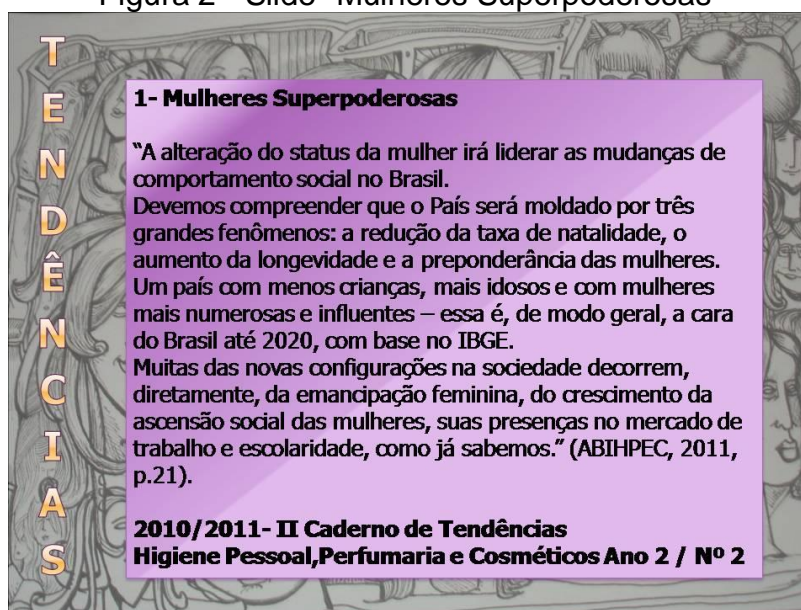 Figura 2 - Slide "Mulheres Superpoderosas"
TENDÊNCIAS
1- Mulheres Superpoderosas
“A alteração do status da mulher irá liderar as mudanças de
comportamento social no Brasil.
Devemos compreender que o País será moldado por três
grandes fenômenos: a redução da taxa de natalidade, o
aumento da longevidade e a preponderância das mulheres.
Um país com menos crianças, mais idosos e com mulheres
mais numerosas e influentes – essa é, de modo geral, a cara
do Brasil até 2020, com base no IBGE.
Muitas das novas configurações na sociedade decorrem,
diretamente, da emancipação feminina, do crescimento da
ascensão social das mulheres, suas presenças no mercado de
trabalho e escolaridade, como já sabemos.” (ABIHPEC, 2011,
p.21).
2010/2011- II Caderno de Tendências
Higiene Pessoal,Perfumaria e Cosméticos Ano 2 / Nº 2